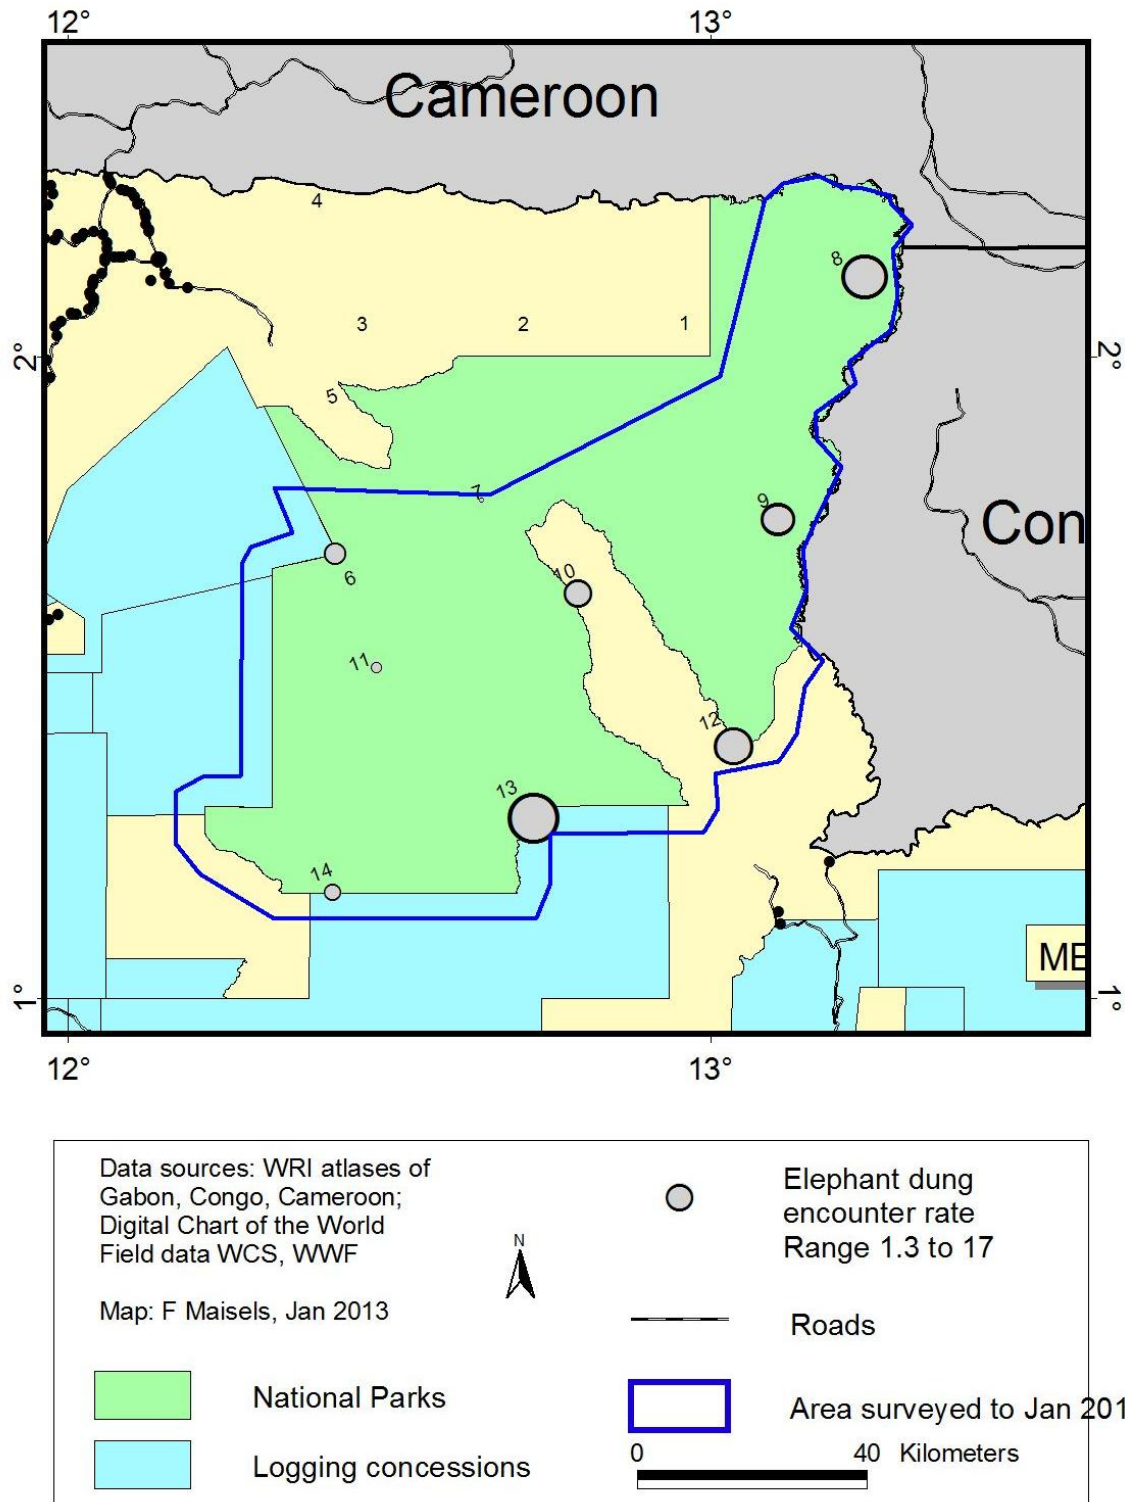 12°
13°
Cameroon
4
8
3
2
1
2°
2°
5
7
9
Con
10
6
11
12
13
14
ME
1°
1°
12°
13°
Data sources: WRI atlases of
Gabon, Congo, Cameroon;
Digital Chart of the World
Field data WCS, WWF
Map: F Maisels, Jan 2013
N
Elephant dung
encounter rate
Range 1.3 to 17
Roads
National Parks
Area surveyed to Jan 201
Logging concessions
0
40
Kilometers